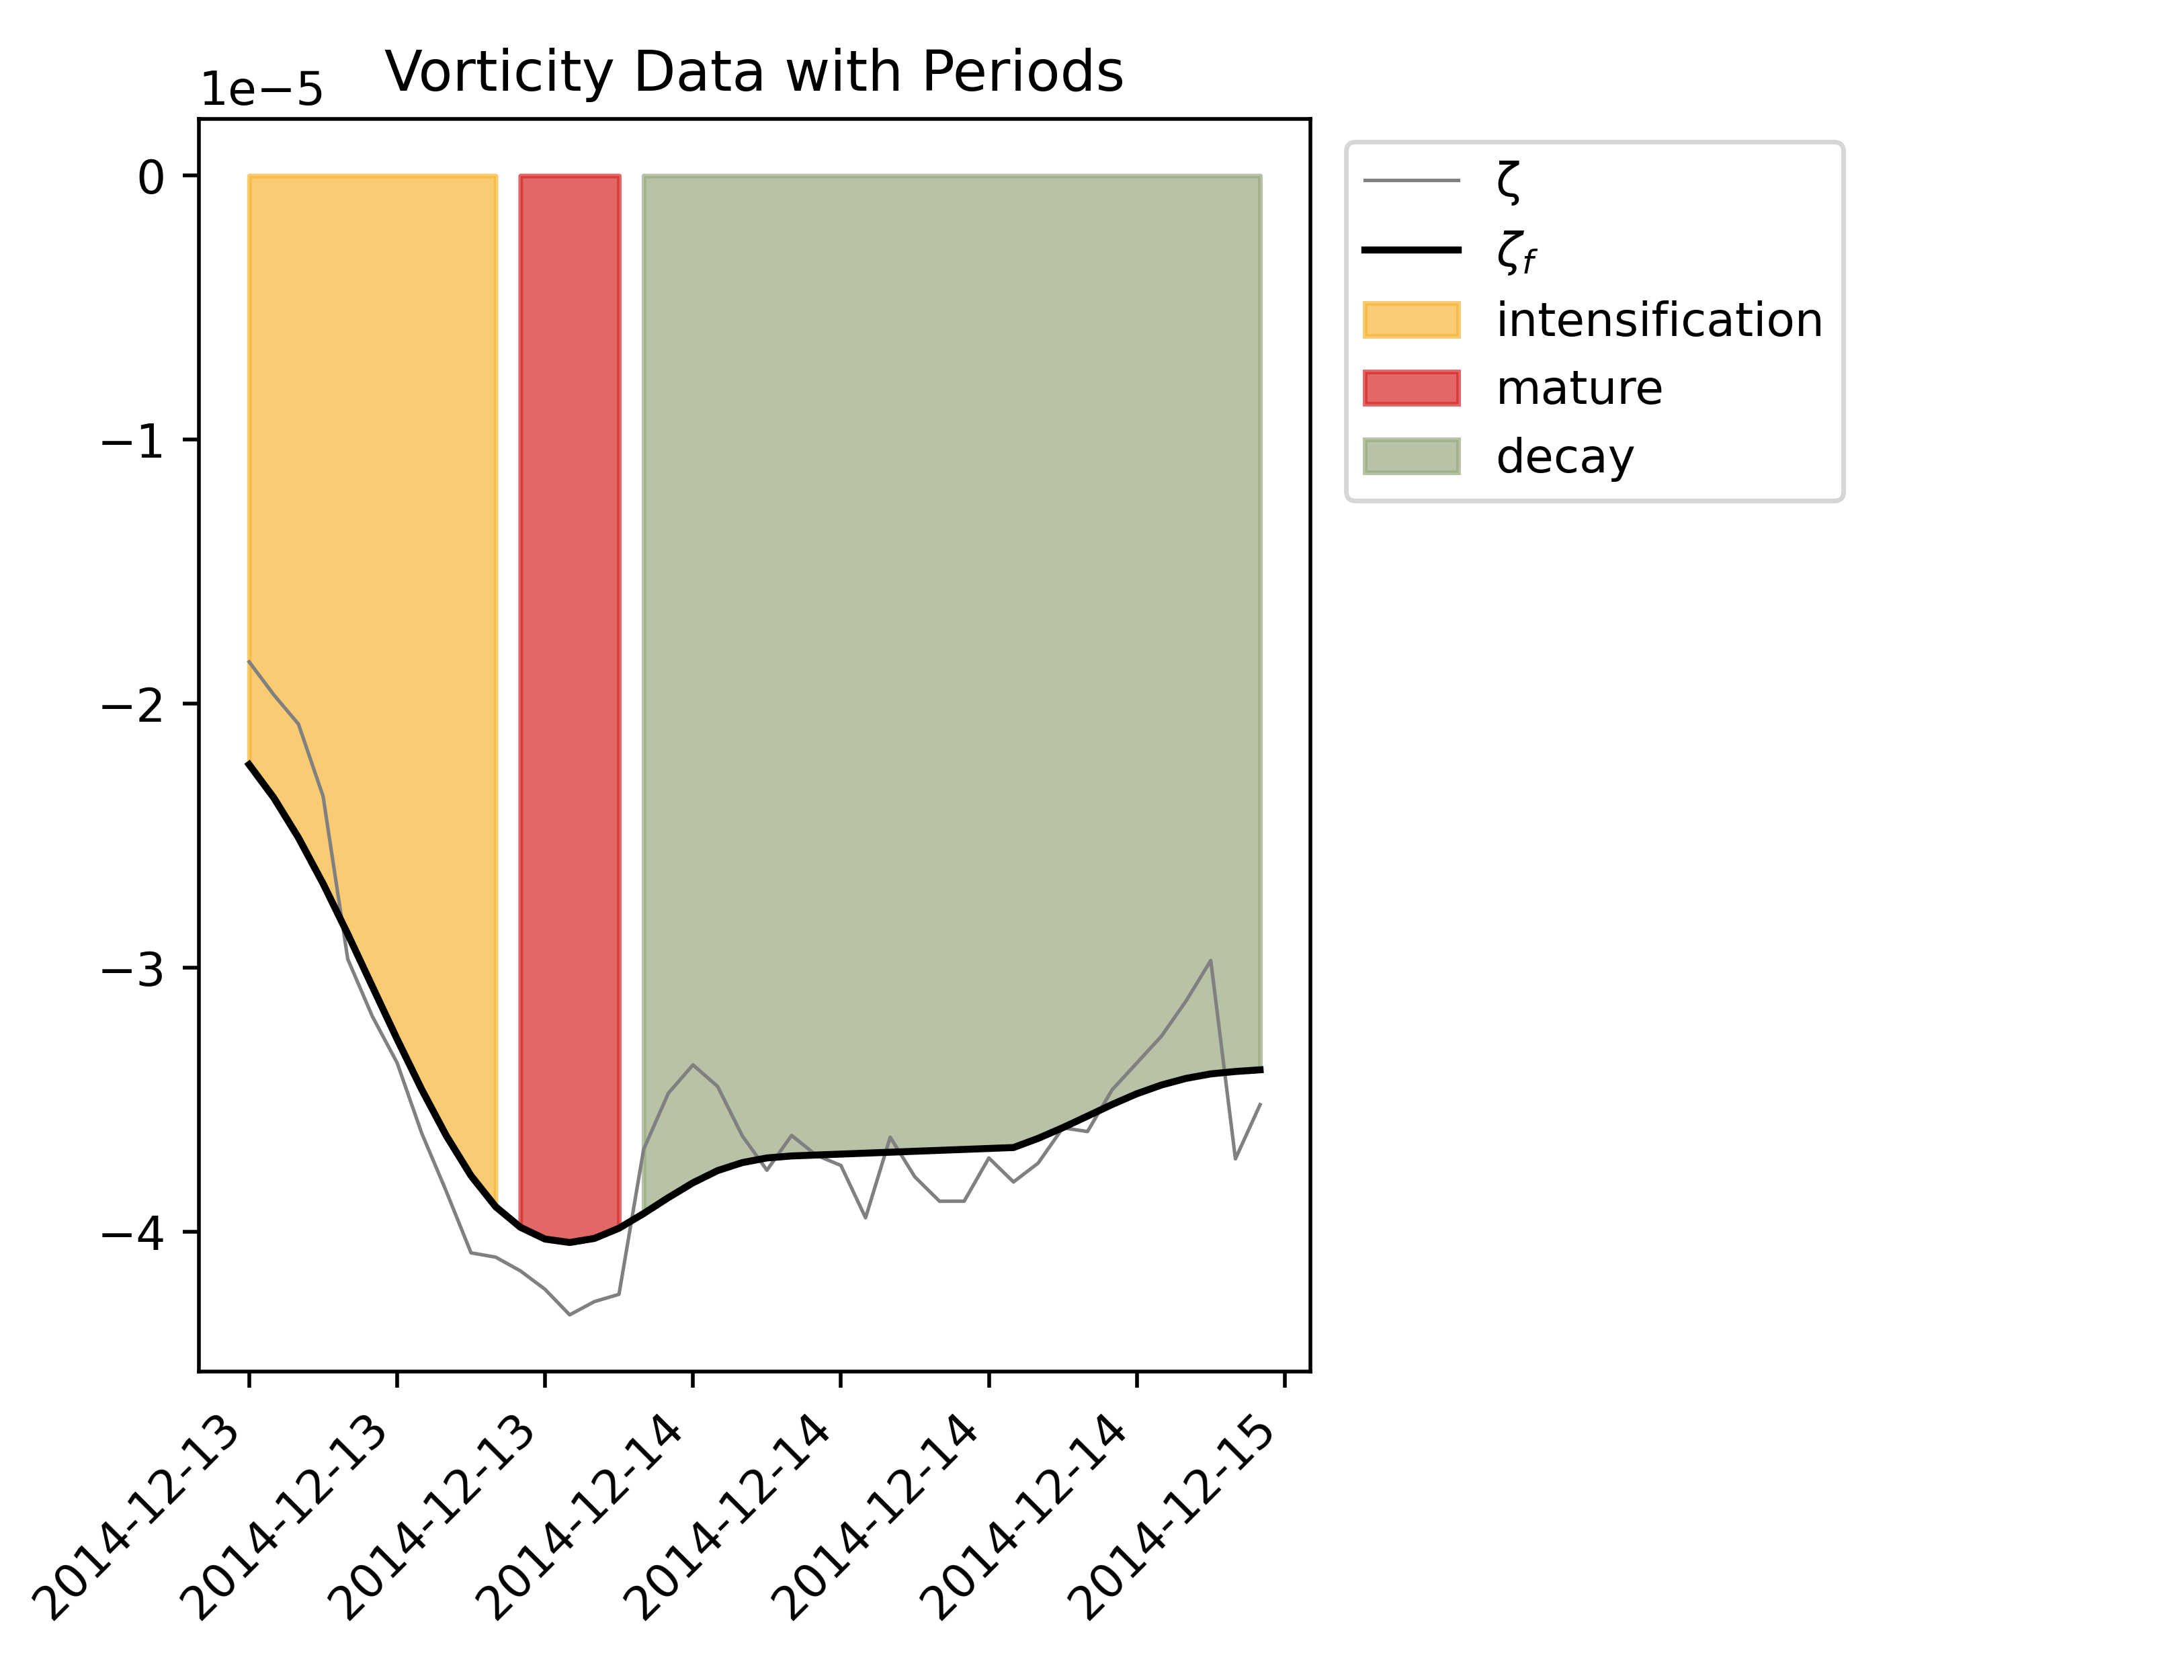 Vorticity Data with Periods
1e−5
0
−1
−2
−3
−4
2014-12-13
2014-12-13
2014-12-13
2014-12-14
2014-12-14
2014-12-14
2014-12-14
2014-12-15
ζ
ζf
intensification
mature
decay